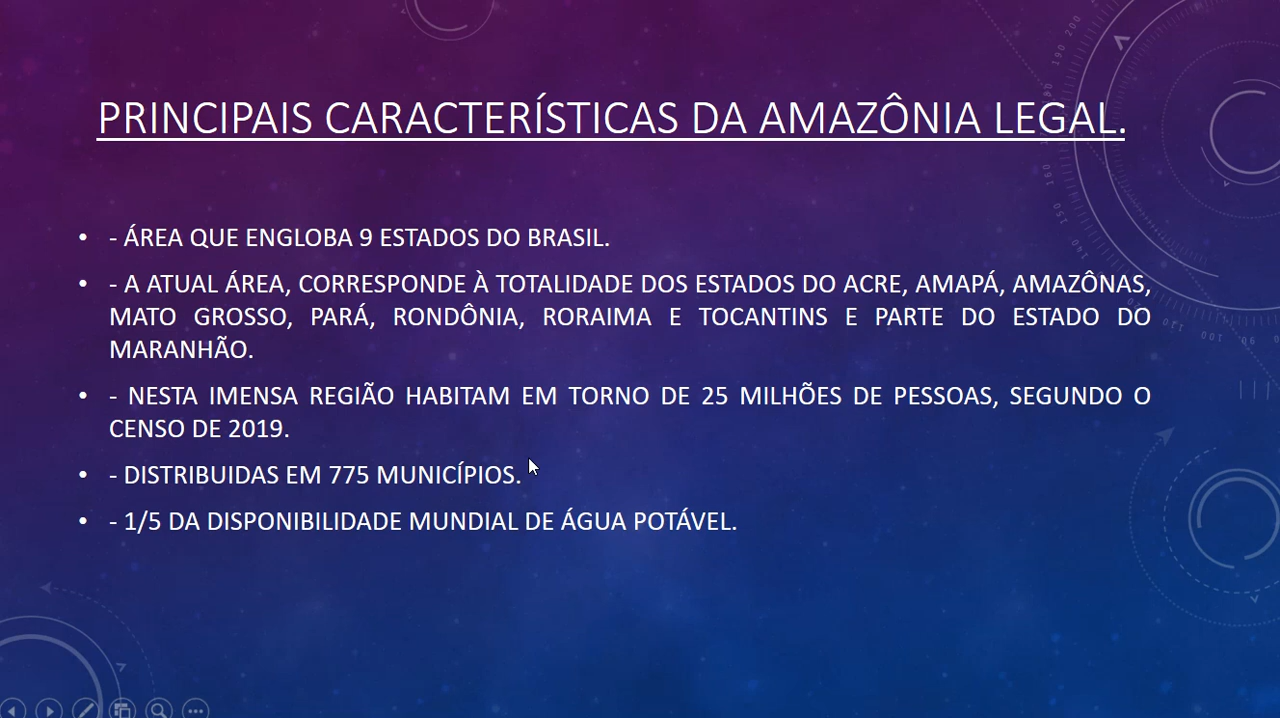 PRINCIPAIS CARACTERÍSTICAS DA AMAZÔNIA LEGAL.
• - ÁREA QUE ENGLOBA 9 ESTADOS DO BRASIL.
• - A ATUAL ÁREA, CORRESPONDE À TOTALIDADE DOS ESTADOS DO ACRE, AMAPÁ, AMAZÔNAS,
MATO GROSSO, PARÁ, RONDÔNIA, RORAIMA E TOCANTINS E PARTE DO ESTADO DO
MARANHÃO.
• - NESTA IMENSA REGIÃO HABITAM EM TORNO DE 25 MILHÕES DE PESSOAS, SEGUNDO O
CENSO DE 2019.
• - DISTRIBUIDAS EM 775 MUNICÍPIOS.
• - 1/5 DA DISPONIBILIDADE MUNDIAL DE ÁGUA POTÁVEL.